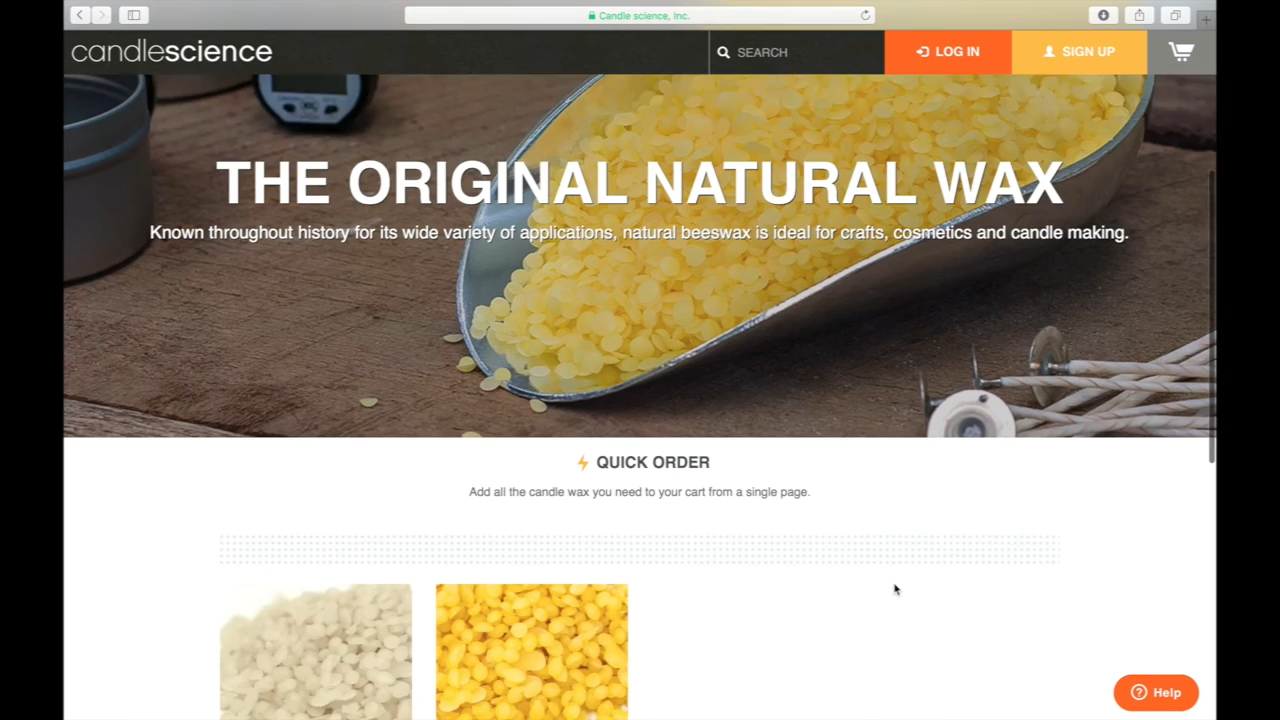 Candle science, Inc.
candlescience
SEARCH
LOG IN
SIGN UP
THE ORIGINAL NATURAL WAX
Known throughout history for its wide variety of applications, natural beeswax is ideal for crafts, cosmetics and candle making.
QUICK ORDER
Add all the candle wax you need to your cart from a single page.
Help